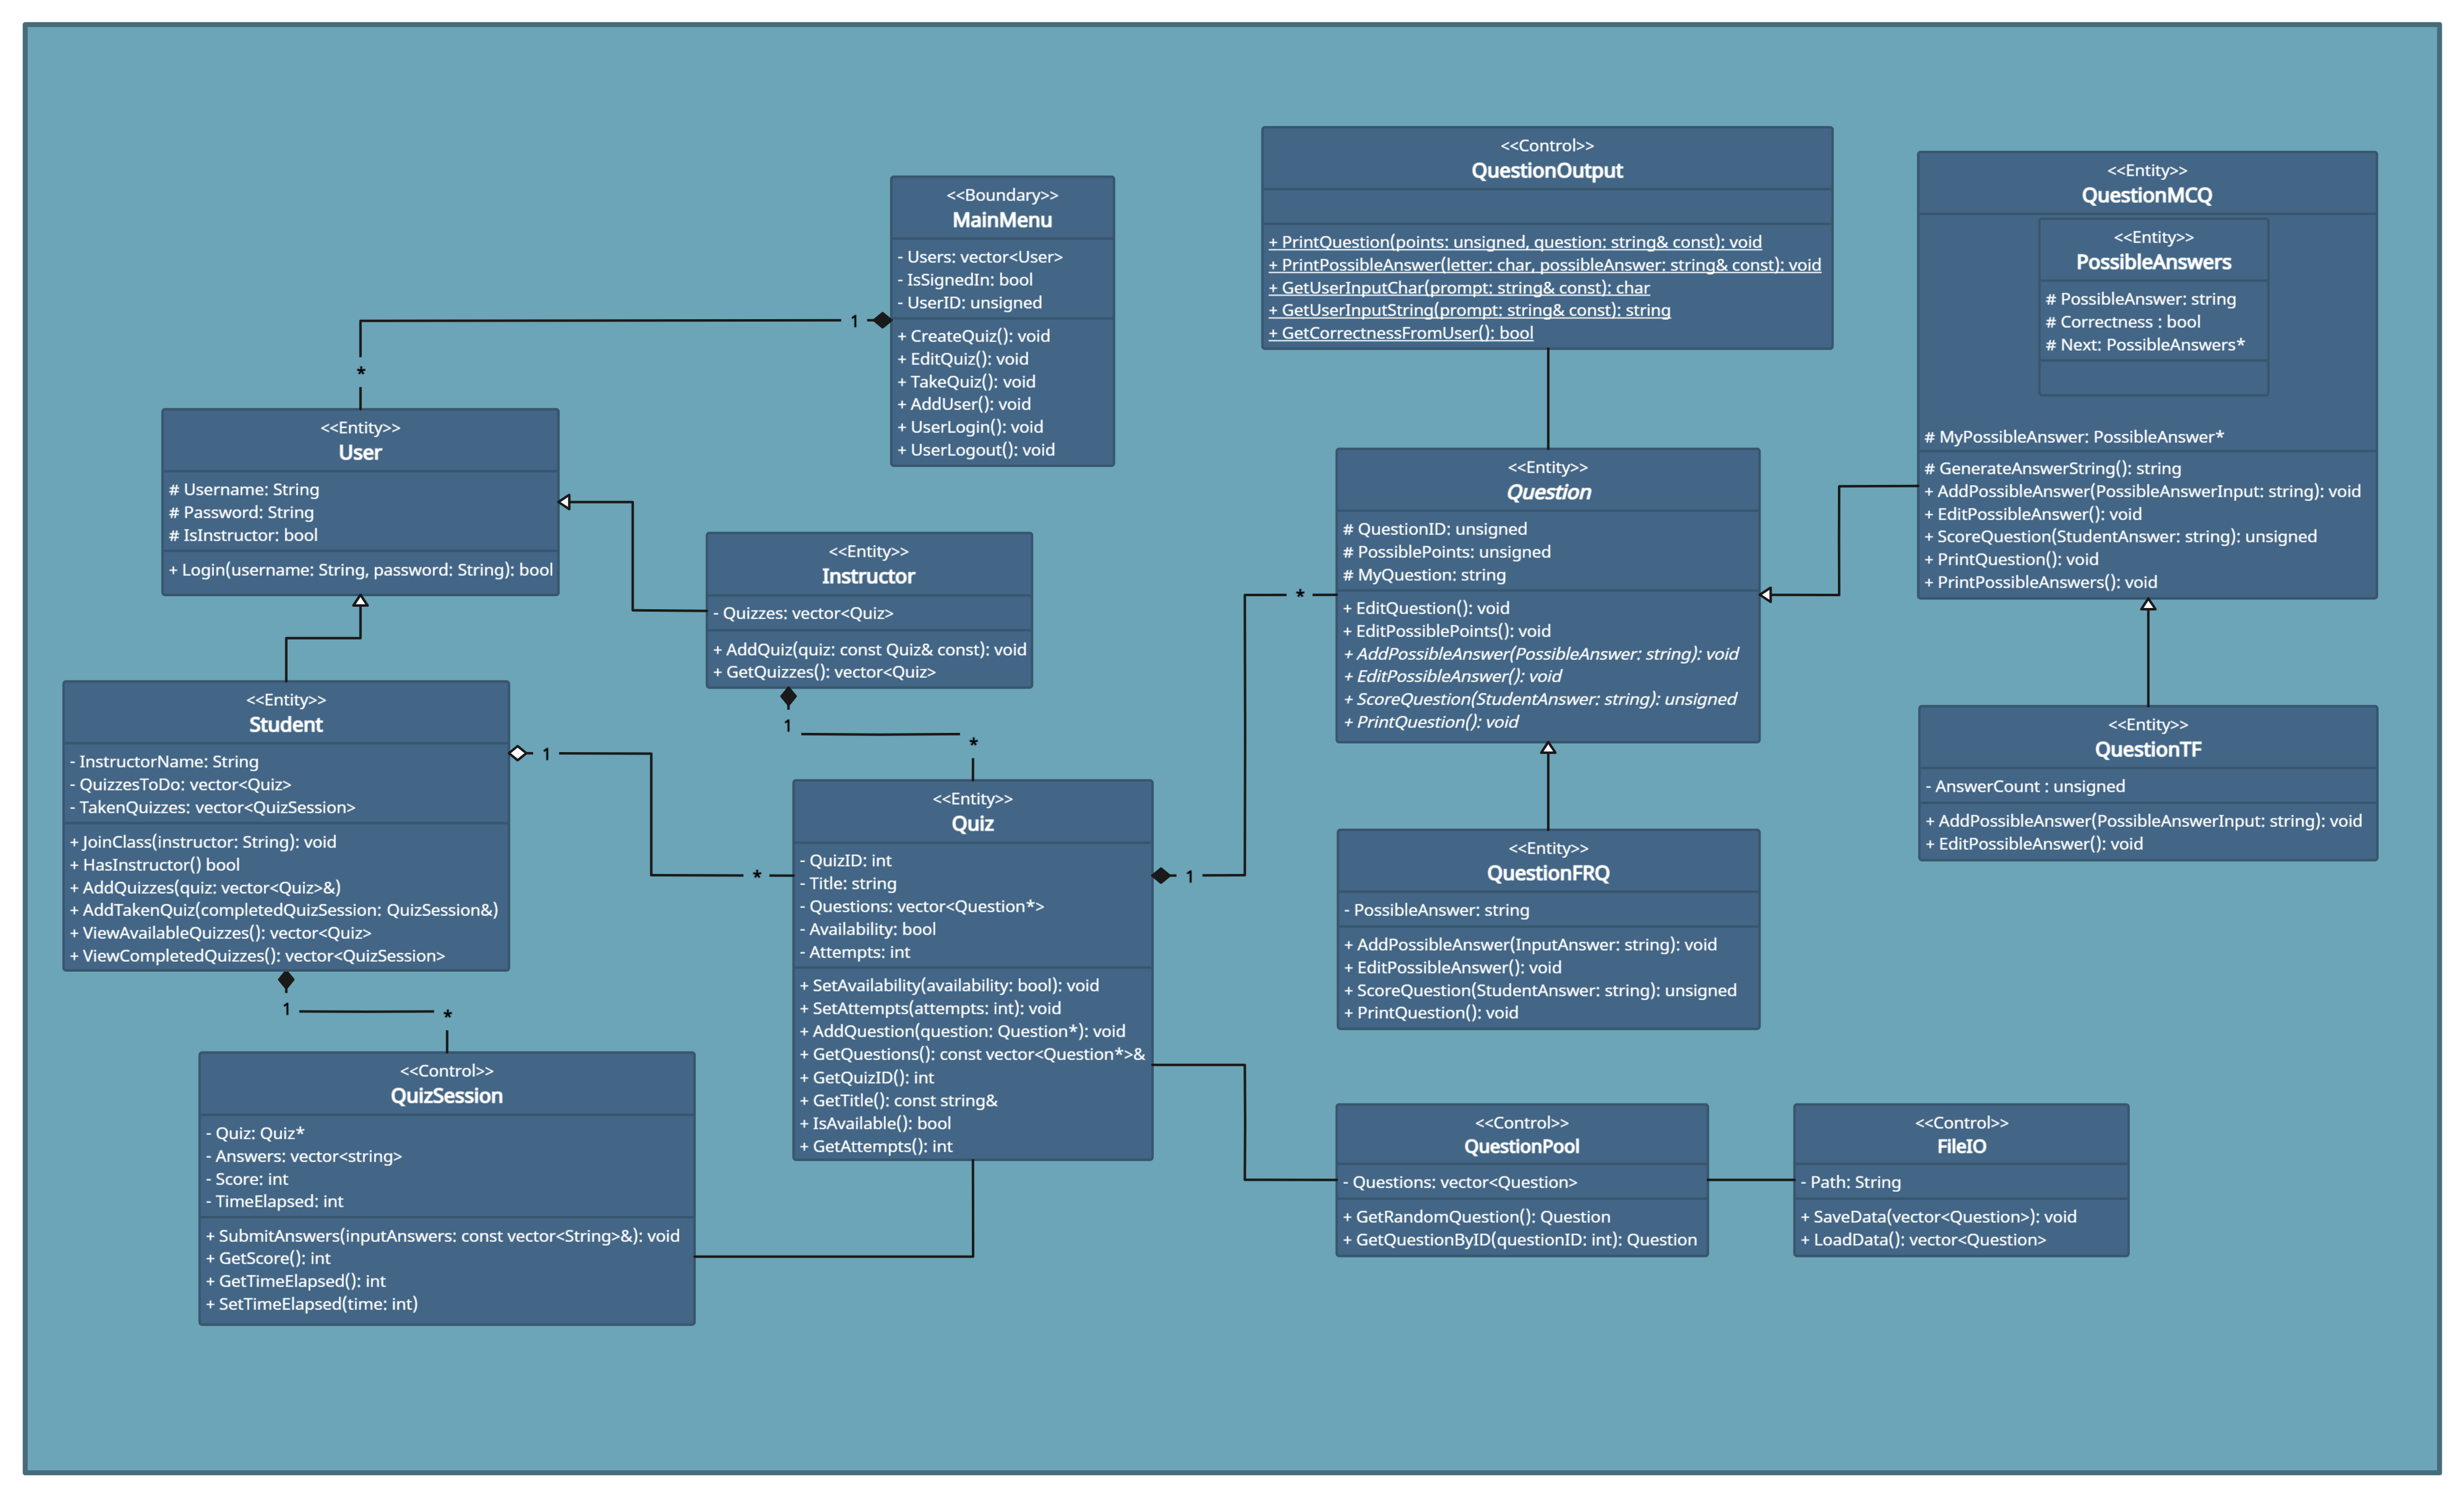 <<Control>>
QuestionOutput
+ PrintQuestion(points: unsigned, question: string& const): void
+ PrintPossibleAnswer(letter: char, possibleAnswer: string& const): void
+ GetUserInputChar(prompt: string& const): char
+ GetUserInputString(prompt: string& const): string
+ GetCorrectnessFromUser(): bool
<<Entity>>
QuestionMCQ
<<Entity>>
PossibleAnswers
# PossibleAnswer: string
# Correctness : bool
# Next: PossibleAnswers*
# MyPossibleAnswer: PossibleAnswer*
# GenerateAnswerString(): string
+ AddPossibleAnswer(PossibleAnswerInput: string): void
+ EditPossibleAnswer(): void
+ ScoreQuestion(StudentAnswer: string): unsigned
+ PrintQuestion(): void
+ PrintPossibleAnswers(): void
<<Boundary>>
MainMenu
- Users: vector<User>
- IsSignedIn: bool
- UserID: unsigned
+ CreateQuiz(): void
+ EditQuiz(): void
+ TakeQuiz(): void
+ AddUser(): void
+ UserLogin(): void
+ UserLogout(): void
1
*
<<Entity>>
User
# Username: String
# Password: String
# IsInstructor: bool
+ Login(username: String, password: String): bool
<<Entity>>
Instructor
- Quizzes: vector<Quiz>
+ AddQuiz(quiz: const Quiz& const): void
+ GetQuizzes(): vector<Quiz>
1
*
<<Entity>>
Question
# QuestionID: unsigned
# PossiblePoints: unsigned
# MyQuestion: string
+ EditQuestion(): void
+ EditPossiblePoints(): void
+ AddPossibleAnswer(PossibleAnswer: string): void
+ EditPossibleAnswer(): void
+ ScoreQuestion(StudentAnswer: string): unsigned
+ PrintQuestion(): void
*
<<Entity>>
Student
- InstructorName: String
- QuizzesToDo: vector<Quiz>
- TakenQuizzes: vector<QuizSession>
+ JoinClass(instructor: String): void
+ HasInstructor() bool
+ AddQuizzes(quiz: vector<Quiz>&)
+ AddTakenQuiz(completedQuizSession: QuizSession&)
+ ViewAvailableQuizzes(): vector<Quiz>
+ ViewCompletedQuizzes(): vector<QuizSession>
1
*
1
*
<<Entity>>
Quiz
- QuizID: int
- Title: string
- Questions: vector<Question*>
- Availability: bool
- Attempts: int
+ SetAvailability(availability: bool): void
+ SetAttempts(attempts: int): void
+ AddQuestion(question: Question*): void
+ GetQuestions(): const vector<Question*>&
+ GetQuizID(): int
+ GetTitle(): const string&
+ IsAvailable(): bool
+ GetAttempts(): int
1
<<Entity>>
QuestionTF
- AnswerCount : unsigned
+ AddPossibleAnswer(PossibleAnswerInput: string): void
+ EditPossibleAnswer(): void
<<Entity>>
QuestionFRQ
- PossibleAnswer: string
+ AddPossibleAnswer(InputAnswer: string): void
+ EditPossibleAnswer(): void
+ ScoreQuestion(StudentAnswer: string): unsigned
+ PrintQuestion(): void
<<Control>>
QuizSession
- Quiz: Quiz*
- Answers: vector<string>
- Score: int
- TimeElapsed: int
+ SubmitAnswers(inputAnswers: const vector<String>&): void
+ GetScore(): int
+ GetTimeElapsed(): int
+ SetTimeElapsed(time: int)
<<Control>>
QuestionPool
- Questions: vector<Question>
+ GetRandomQuestion(): Question
+ GetQuestionByID(questionID: int): Question
<<Control>>
FileIO
- Path: String
+ SaveData(vector<Question>): void
+ LoadData(): vector<Question>